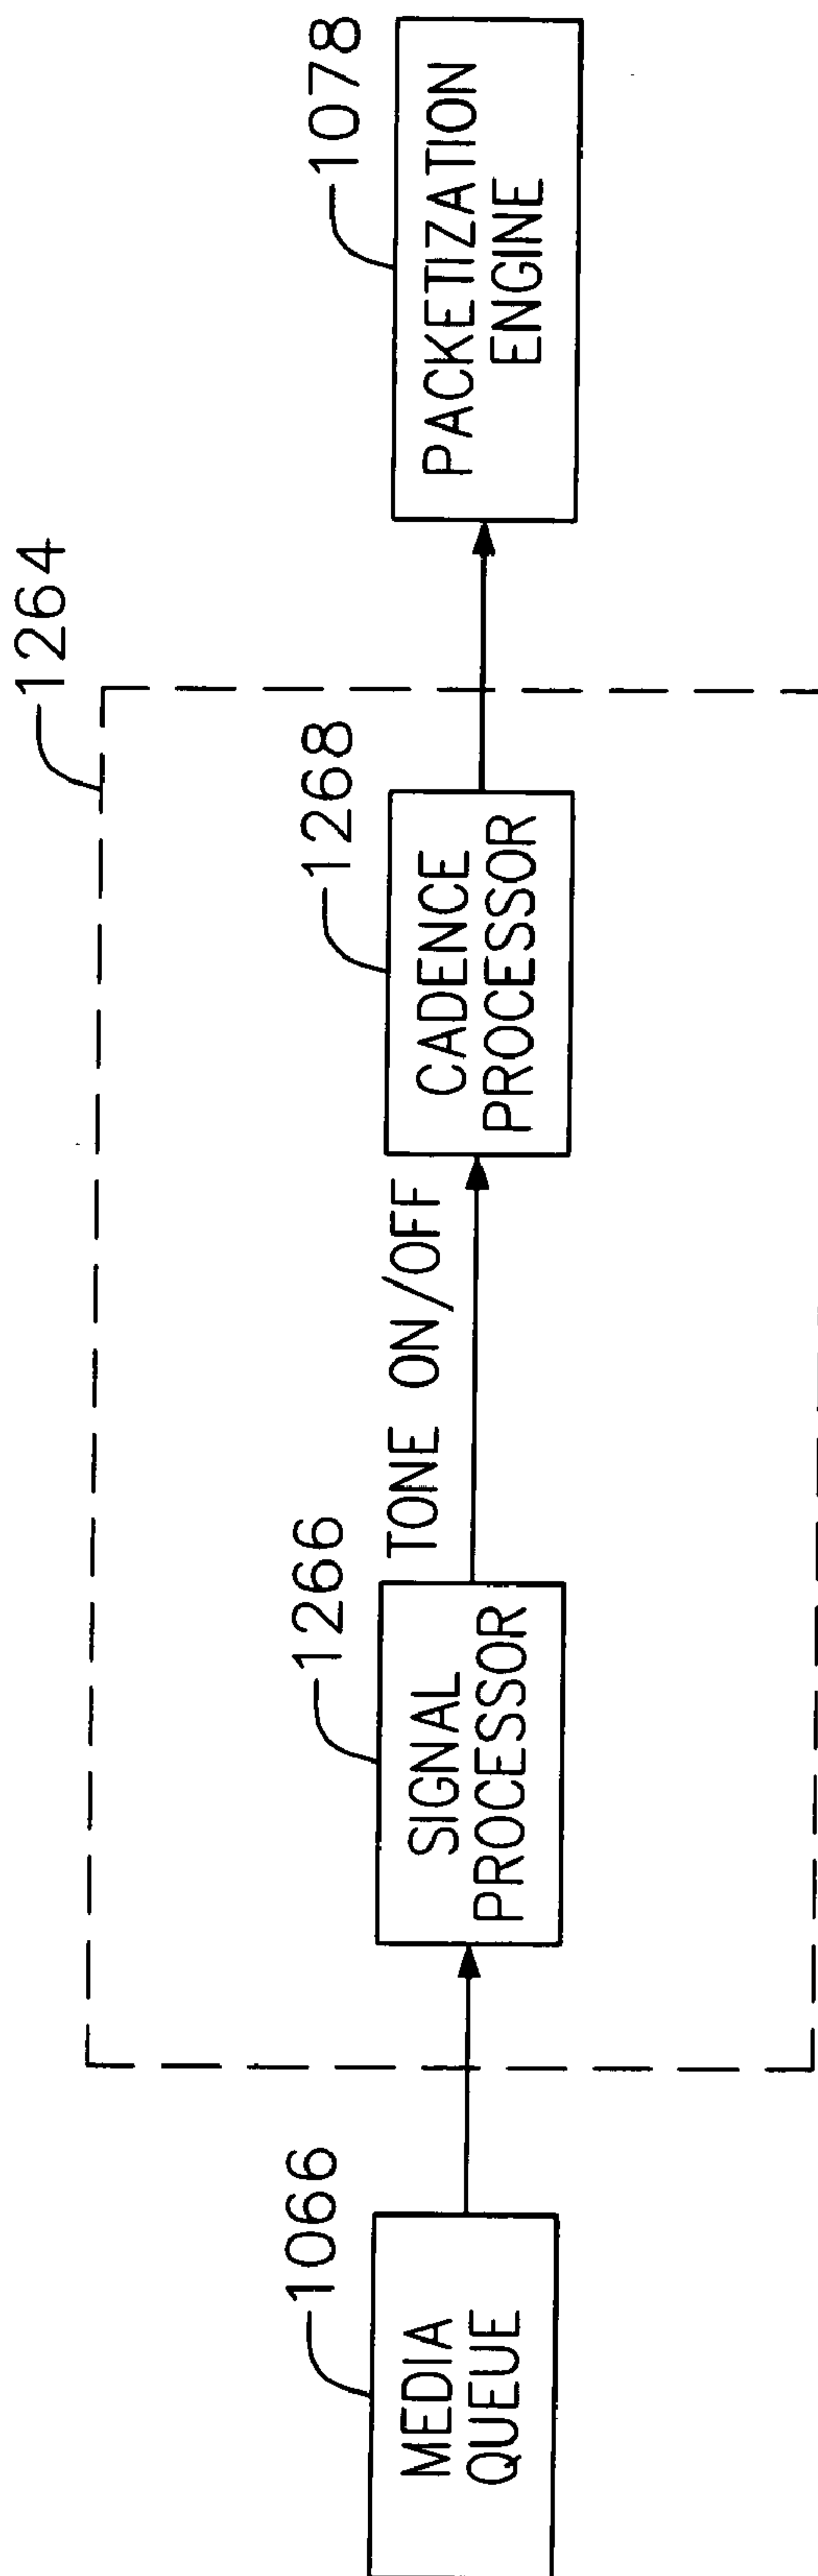 1264
1066
MEDIA
QUEUE
1266
SIGNAL
PROCESSOR
TONE ON/OFF
1268
CADENCE
PROCESSOR
1078
PACKETIZATION
ENGINE